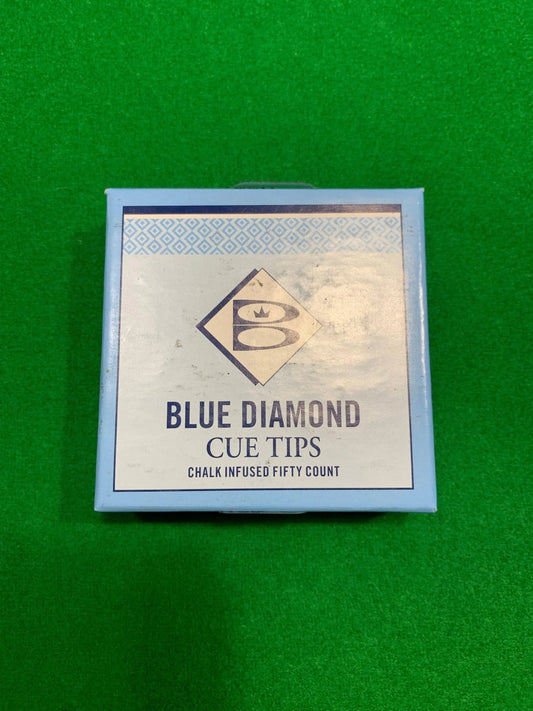 BLUE DIAMOND
CUE TIPS
CHALK INFUSED FIFTY COUNT